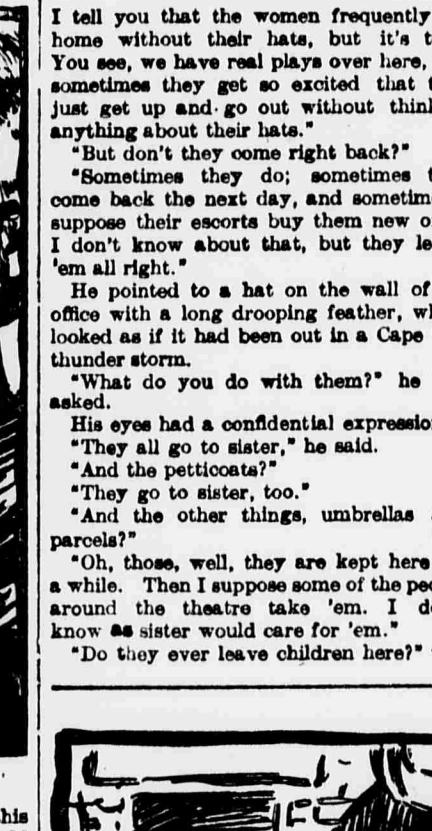 I tell you that the women frequently
home without their hats, but it's t
You see, we have real plays over here,
sometimes they get so excited that t
just get up and go out without think
anything about their hats."
"But don't they come right back?"
"Sometimes they do; sometimes t
come back the next day, and sometim
suppose their escorts buy them new o
I don't know about that, but they le
'em all right."
He pointed to a hat on the wall of
office with a long drooping feather, wh
looked as if it had been out in a Cape
thunder storm.
"What do you do with them?" he
asked.
His eyes had a confidential expression
"They all go to sister," he said.
"And the petticoats?"
"They go to sister, too."
"And the other things, umbrellas
parcels?"
"Oh, those, well, they are kept here
a while. Then I suppose some of the peo
around the theatre take 'em. I do
know as sister would care for 'em."
"Do they ever leave children here?"
his